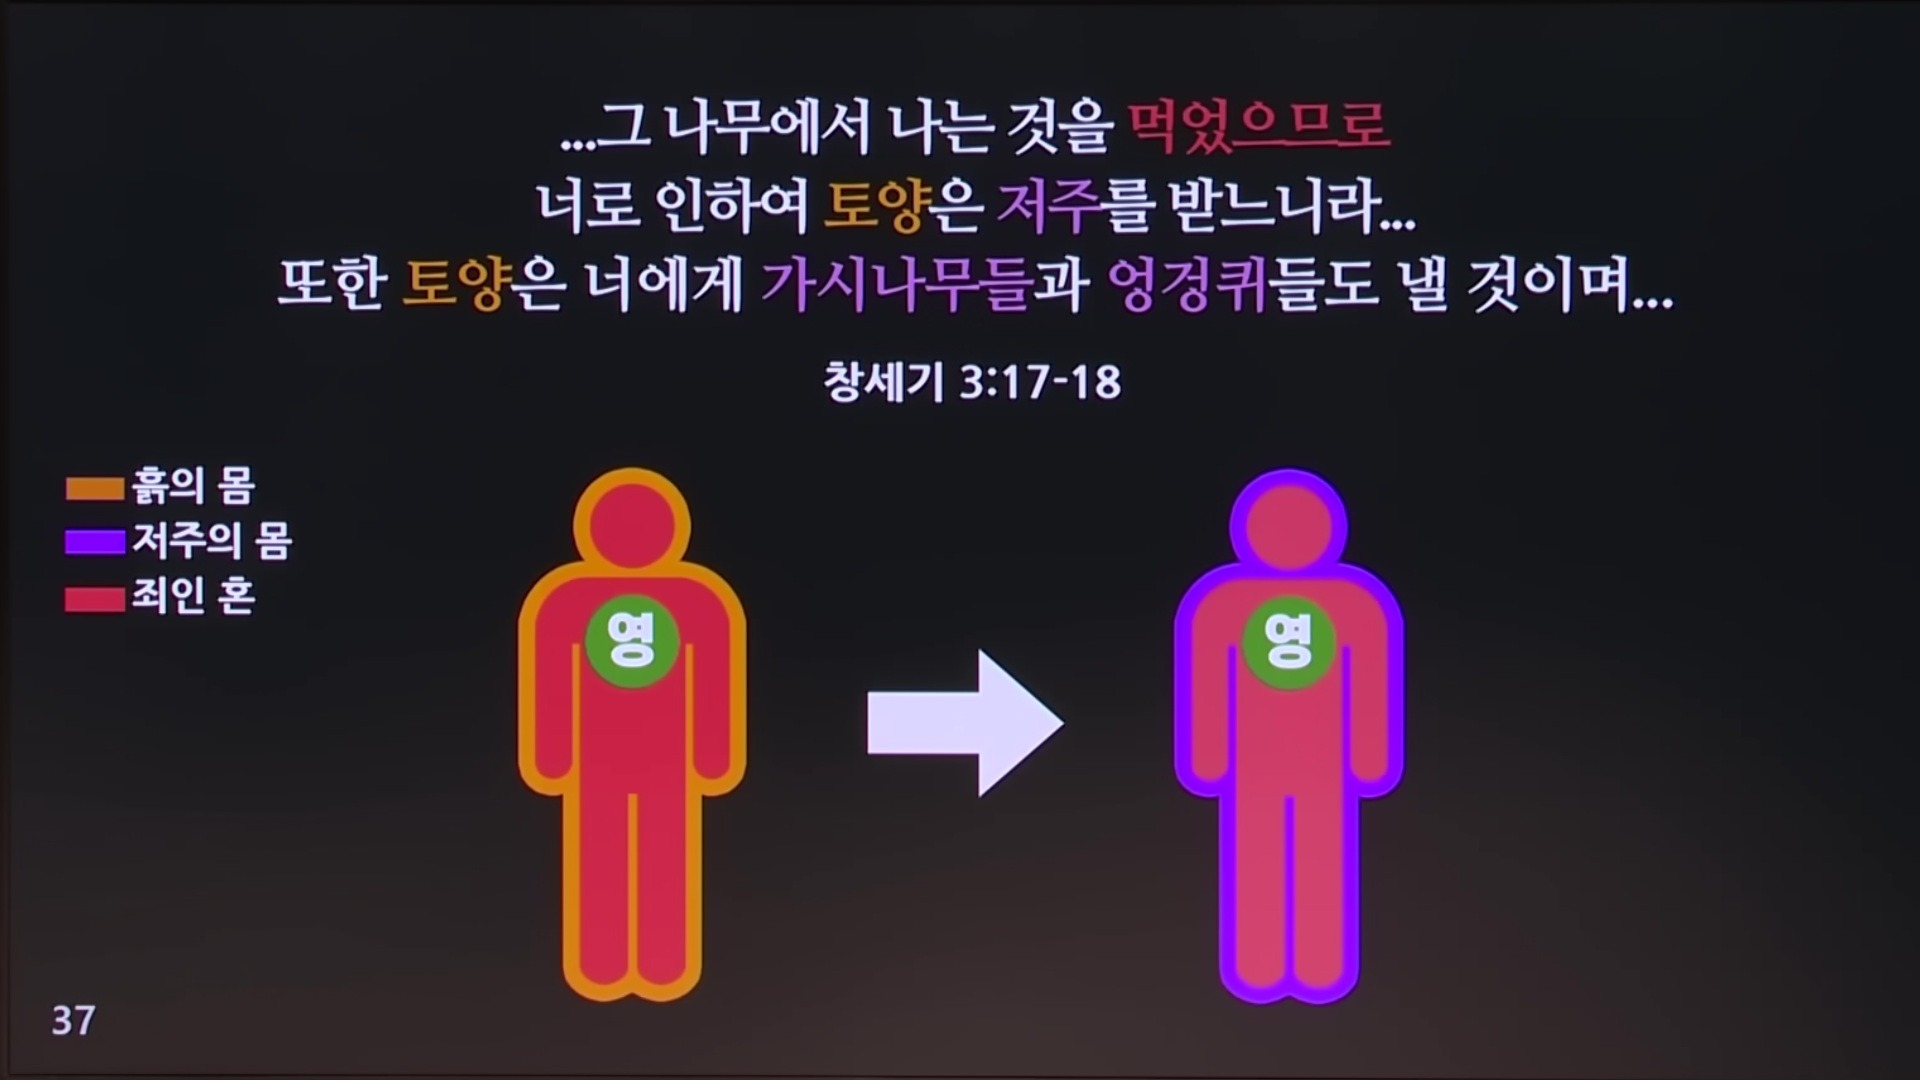 ...그 나무에서 나는 것을 먹었으므로
너로 인하여 토양은 저주를 받느니라...
또한 토양은 너에게 가시나무들과 엉겅퀴들도 낼 것이며...
창세기 3:17-18
흙의 몸
저주의 몸
죄인 혼
영
영
37